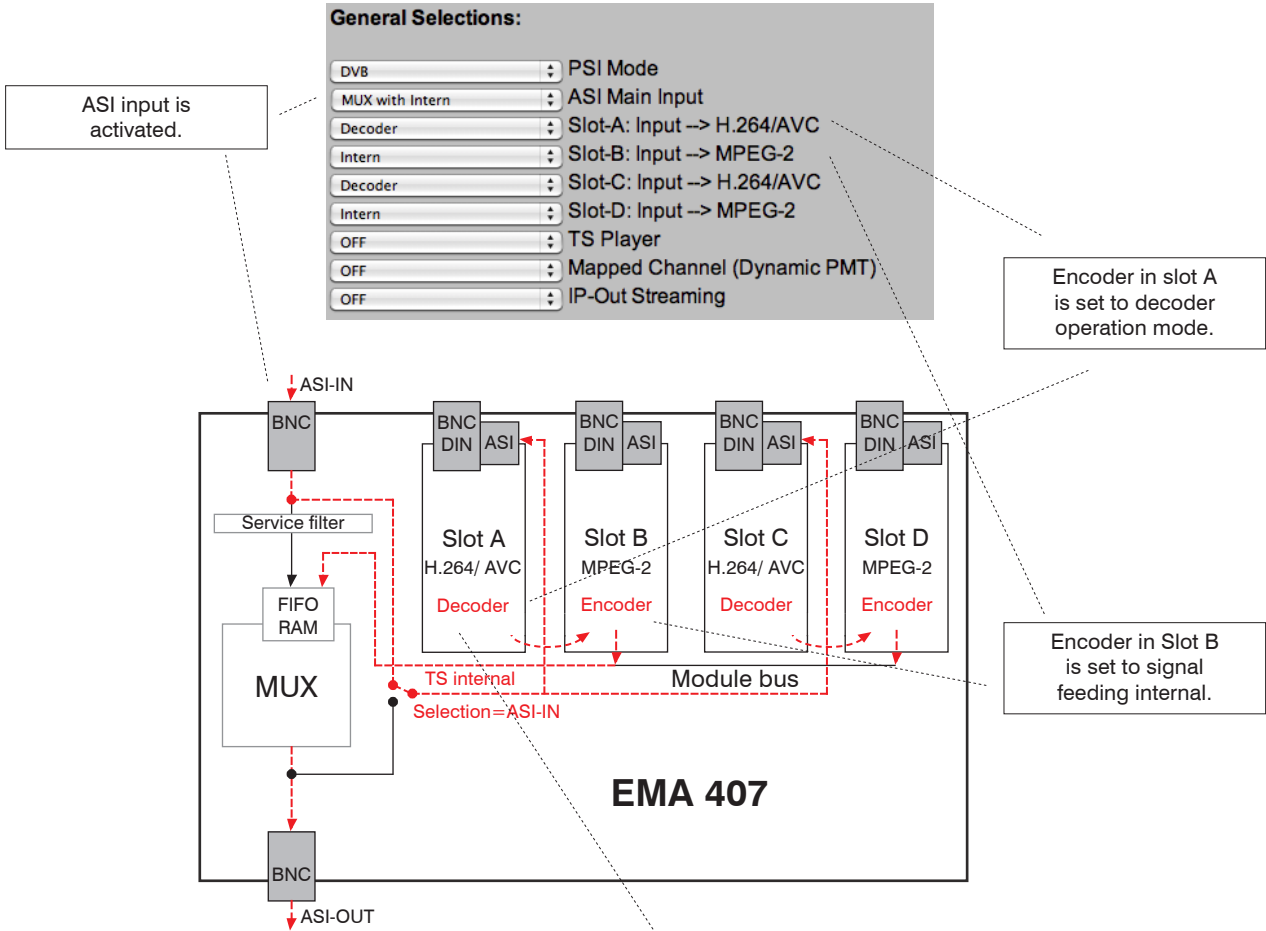 General Selections:
DVB PSI Mode
MUX with Intern ASI Main Input
Decoder Slot-A: Input --> H.264/AVC
Intern Slot-B: Input --> MPEG-2
Decoder Slot-C: Input --> H.264/AVC
Intern Slot-D: Input --> MPEG-2
OFF TS Player
OFF Mapped Channel (Dynamic PMT)
OFF IP-Out Streaming
ASI input is
activated.
Encoder in slot A
is set to decoder
operation mode.
ASI-IN
BNC
BNC
DIN
ASI
BNC
DIN
ASI
BNC
DIN
ASI
BNC
DIN
ASI
Service filter
Slot A
H.264/ AVC
Decoder
Slot B
MPEG-2
Encoder
Slot C
H.264/ AVC
Decoder
Slot D
MPEG-2
Encoder
FIFO
RAM
MUX
TS internal
Module bus
Selection=ASI-IN
Encoder in Slot B
is set to signal
feeding internal.
EMA 407
BNC
ASI-OUT